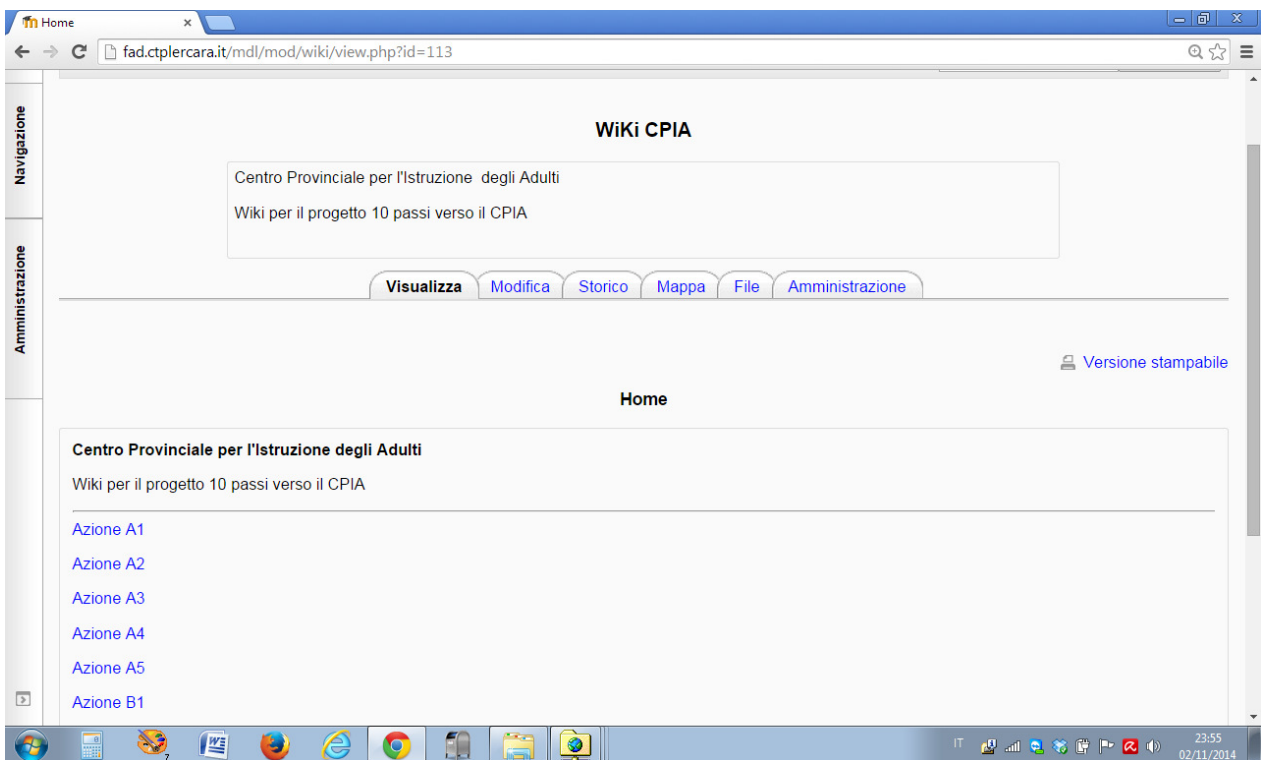 Home
fad.ctplercara.it/mdl/mod/wiki/view.php?id=113
Navigazione
Amministrazione
WiKi CPIA
Centro Provinciale per l'Istruzione degli Adulti
Wiki per il progetto 10 passi verso il CPIA
Visualizza Modifica Storico Mappa File Amministrazione
Versione stampabile
Home
Centro Provinciale per l'Istruzione degli Adulti
Wiki per il progetto 10 passi verso il CPIA
Azione A1
Azione A2
Azione A3
Azione A4
Azione A5
Azione B1
IT
23:55
02/11/2014